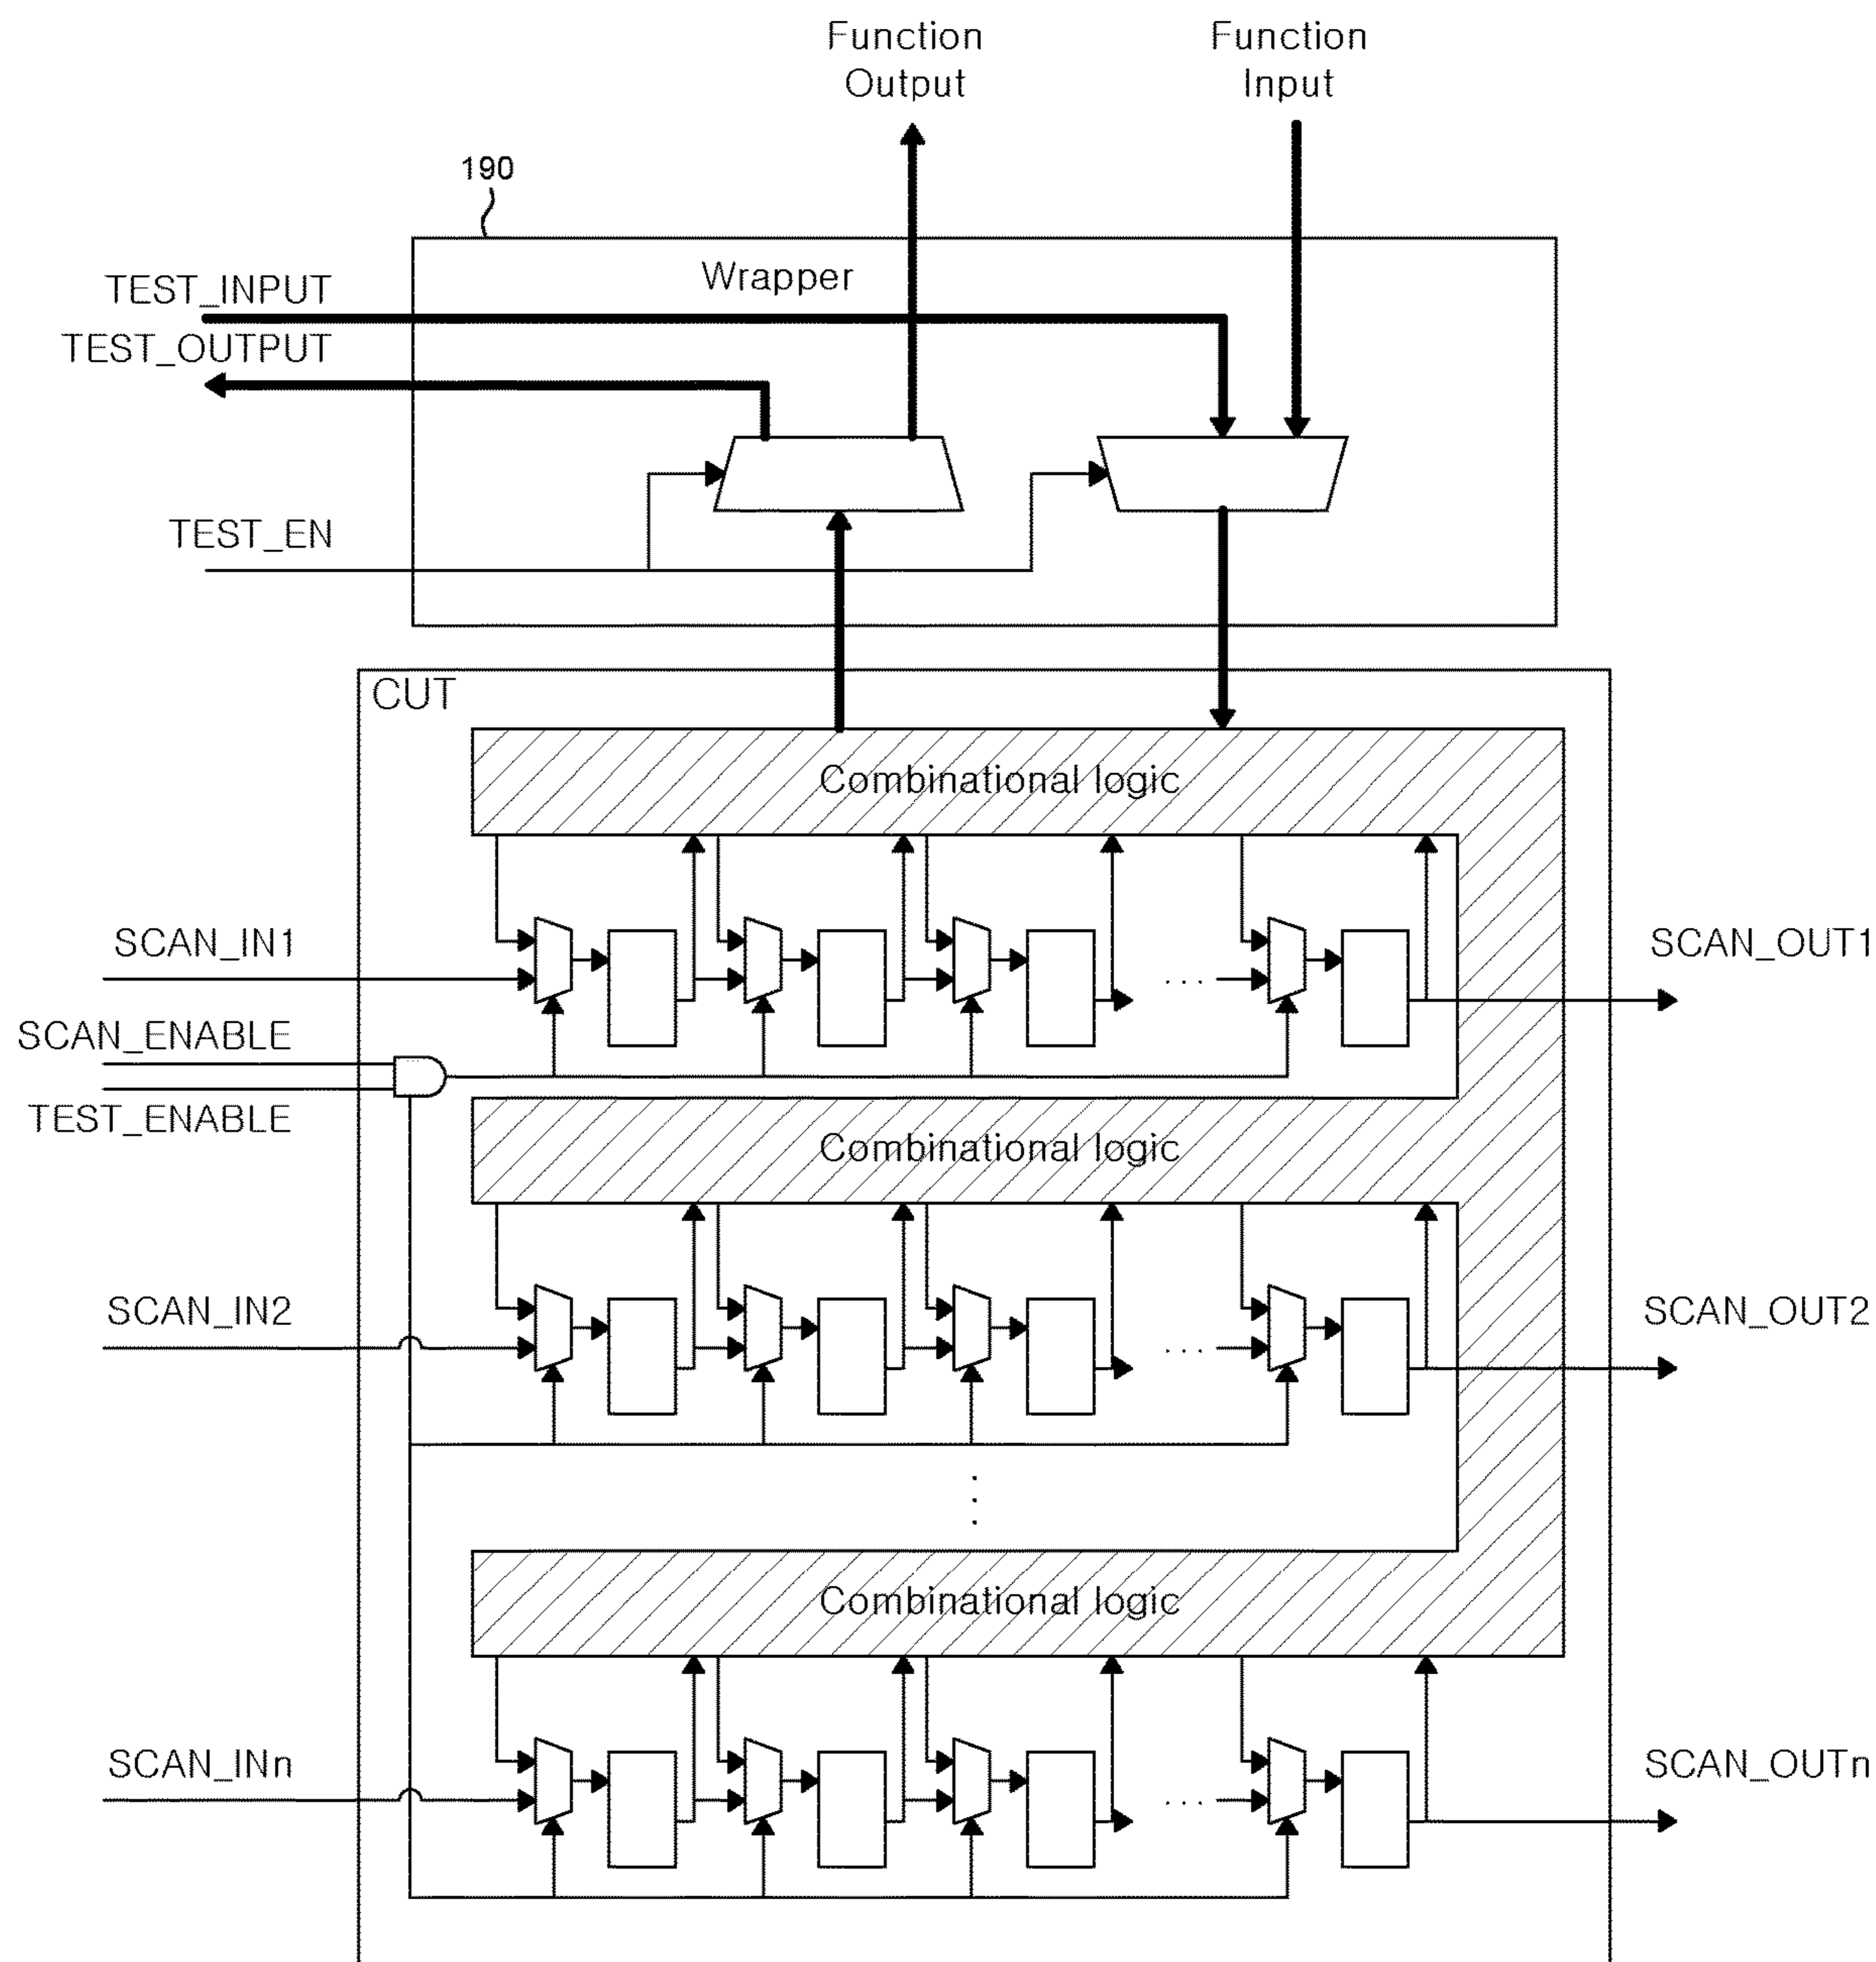 Function
Output
Function
Input
190
Wrapper
TEST_INPUT
TEST_OUTPUT
TEST_EN
CUT
Combinational logic
SCAN_IN1
SCAN_OUT1
SCAN_ENABLE
TEST_ENABLE
Combinational logic
SCAN_IN2
SCAN_OUT2
Combinational logic
SCAN_INn
SCAN_OUTn